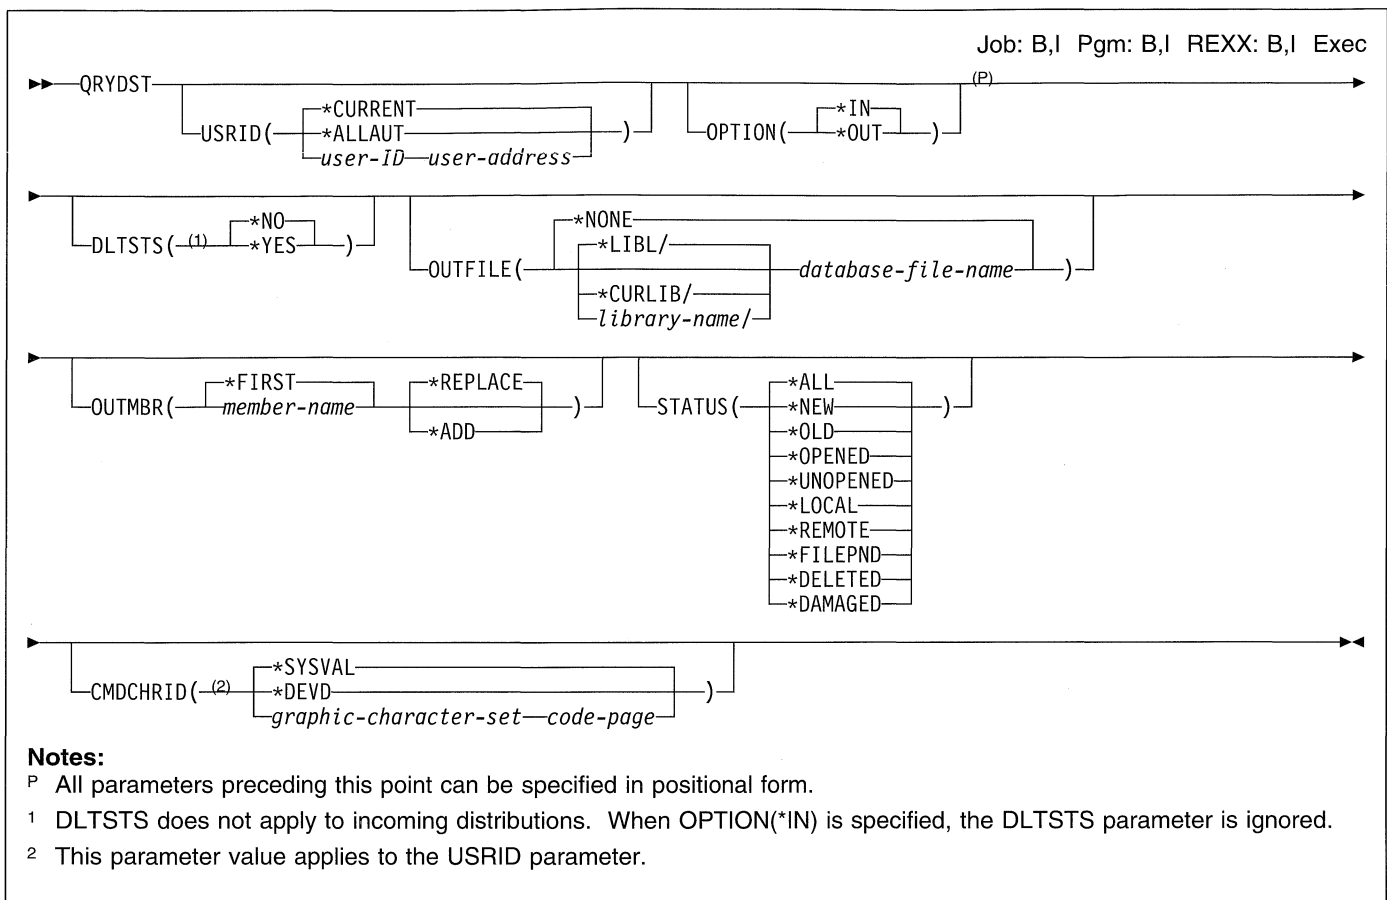 Job: B,I Pgm: B,I REXX: B,I Exec
QRYDST
(P)
USRID(
*CURRENT
*ALLAUT
user-ID user-address
)
OPTION(
*IN
*OUT
)
DLTSTS(
(1)
*NO
*YES
)
OUTFILE(
*NONE
*LIBL/
*CURLIB/
library-name/
database-file-name
)
OUTMBR(
*FIRST
member-name
*REPLACE
*ADD
)
STATUS(
*ALL
*NEW
*OLD
*OPENED
*UNOPENED
*LOCAL
*REMOTE
*FILEPND
*DELETED
*DAMAGED
)
CMDCHRID(
(2)
*SYSVAL
*DEVD
graphic-character-set code-page
)
Notes:
P All parameters preceding this point can be specified in positional form.
1 DLTSTS does not apply to incoming distributions. When OPTION(*IN) is specified, the DLTSTS parameter is ignored.
2 This parameter value applies to the USRID parameter.